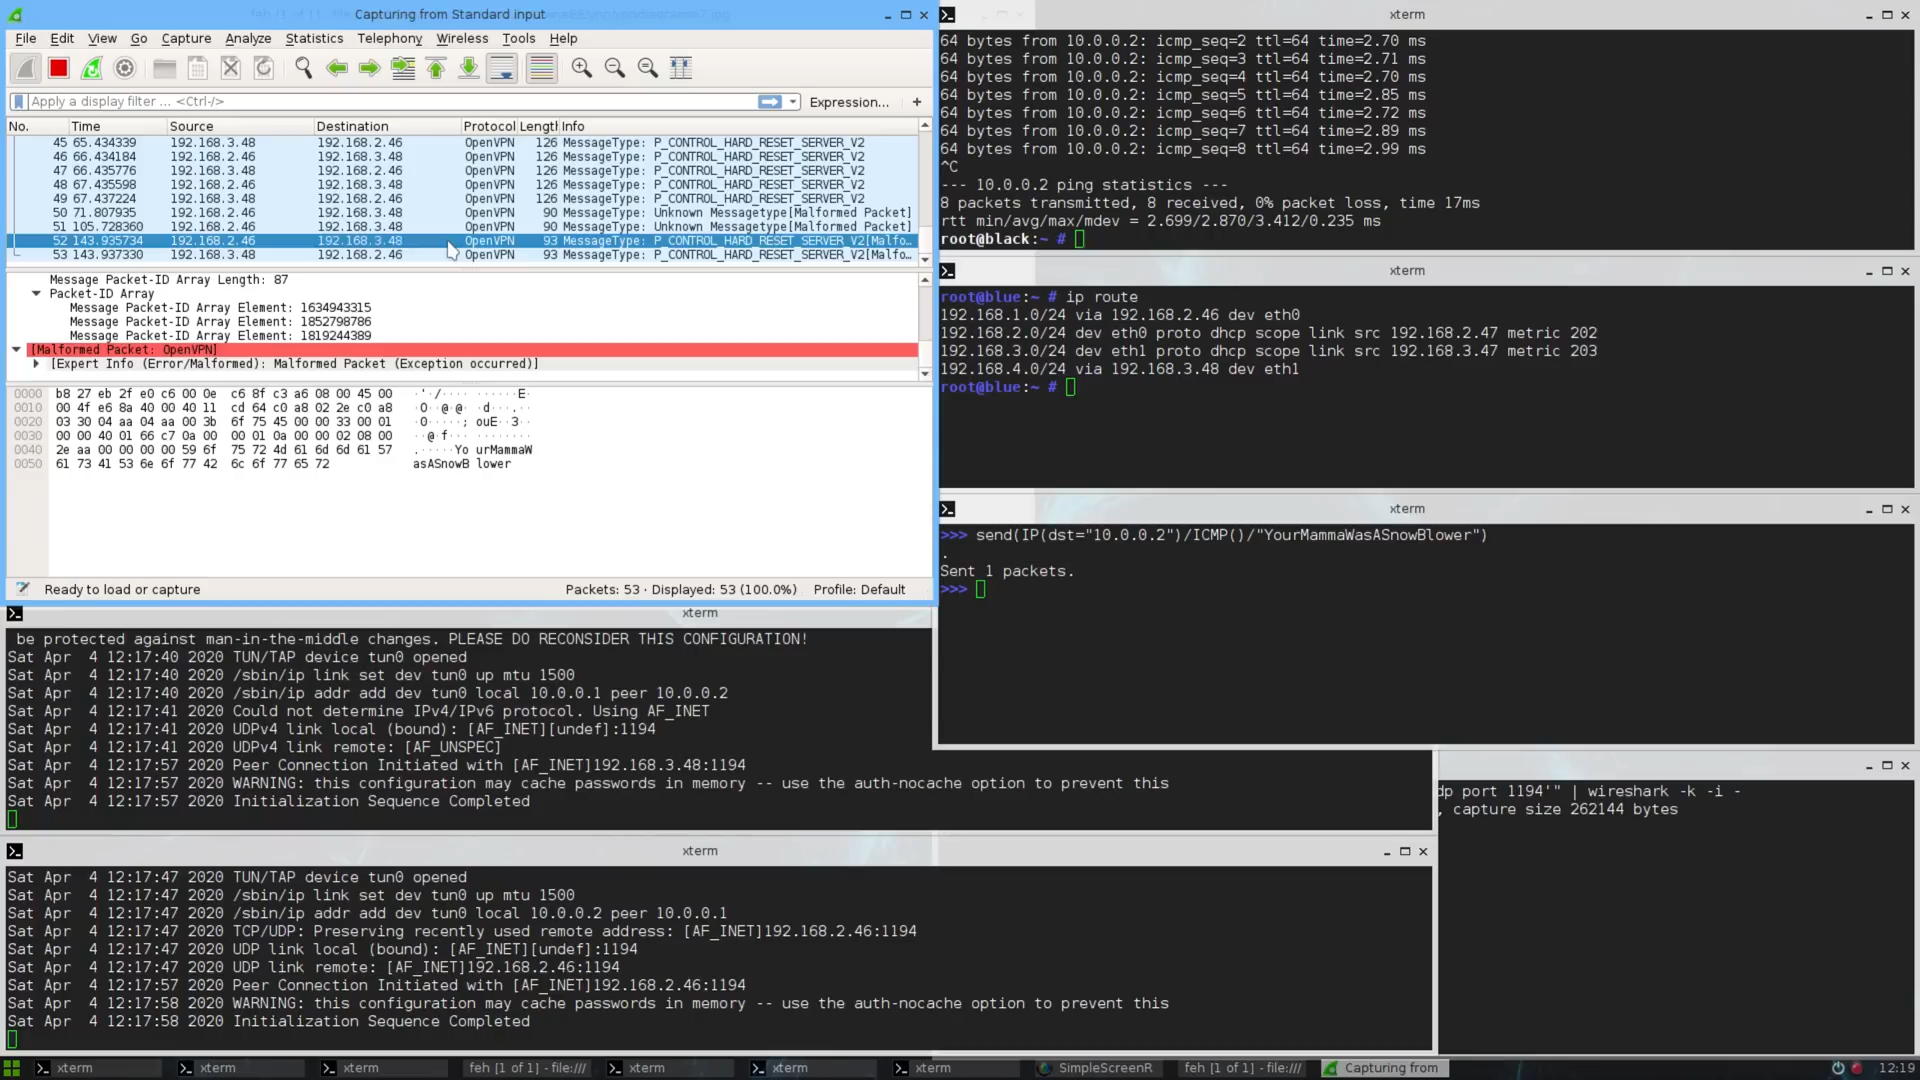 Capturing from Standard input
File Edit View Go Capture Analyze Statistics Telephony Wireless Tools Help
Apply a display filter ... <Ctrl-/>
Expression... +
No. Time Source Destination Protocol Length Info
45 65.434339 192.168.3.48 192.168.2.46 OpenVPN 126 MessageType: P_CONTROL_HARD_RESET_SERVER_V2
46 66.434184 192.168.2.46 192.168.3.48 OpenVPN 126 MessageType: P_CONTROL_HARD_RESET_SERVER_V2
47 66.435776 192.168.3.48 192.168.2.46 OpenVPN 126 MessageType: P_CONTROL_HARD_RESET_SERVER_V2
48 67.435598 192.168.2.46 192.168.3.48 OpenVPN 126 MessageType: P_CONTROL_HARD_RESET_SERVER_V2
49 67.437224 192.168.3.48 192.168.2.46 OpenVPN 126 MessageType: P_CONTROL_HARD_RESET_SERVER_V2
50 71.807935 192.168.2.46 192.168.3.48 OpenVPN 90 MessageType: Unknown Messagetype[Malformed Packet]
51 105.728360 192.168.2.46 192.168.3.48 OpenVPN 90 MessageType: Unknown Messagetype[Malformed Packet]
52 143.935734 192.168.2.46 192.168.3.48 OpenVPN 93 MessageType: P_CONTROL_HARD_RESET_SERVER_V2[Malfo…
53 143.937330 192.168.3.48 192.168.2.46 OpenVPN 93 MessageType: P_CONTROL_HARD_RESET_SERVER_V2[Malfo…
Message Packet-ID Array Length: 87
Packet-ID Array
Message Packet-ID Array Element: 1634943315
Message Packet-ID Array Element: 1852798786
Message Packet-ID Array Element: 1819244389
[Malformed Packet: OpenVPN]
[Expert Info (Error/Malformed): Malformed Packet (Exception occurred)]
0000 b8 27 eb 2f e0 c6 00 0e c6 8f c3 a6 08 00 45 00 ·'·/···· ······E·
0010 00 4f e6 8a 40 00 40 11 cd 64 c0 a8 02 2e c0 a8 ·O··@·@· ·d···.··
0020 03 30 04 aa 04 aa 00 3b 6f 75 45 00 00 33 00 01 ·0·····; ouE··3··
0030 00 00 40 01 66 c7 0a 00 00 01 0a 00 00 02 08 00 ··@·f··· ········
0040 2e aa 00 00 00 00 59 6f 75 72 4d 61 6d 6d 61 57 .·····Yo urMammaW
0050 61 73 41 53 6e 6f 77 42 6c 6f 77 65 72 asASnowB lower
Ready to load or capture
Packets: 53 · Displayed: 53 (100.0%)
Profile: Default
xterm
64 bytes from 10.0.0.2: icmp_seq=2 ttl=64 time=2.70 ms
64 bytes from 10.0.0.2: icmp_seq=3 ttl=64 time=2.71 ms
64 bytes from 10.0.0.2: icmp_seq=4 ttl=64 time=2.70 ms
64 bytes from 10.0.0.2: icmp_seq=5 ttl=64 time=2.85 ms
64 bytes from 10.0.0.2: icmp_seq=6 ttl=64 time=2.72 ms
64 bytes from 10.0.0.2: icmp_seq=7 ttl=64 time=2.89 ms
64 bytes from 10.0.0.2: icmp_seq=8 ttl=64 time=2.99 ms
^C
--- 10.0.0.2 ping statistics ---
8 packets transmitted, 8 received, 0% packet loss, time 17ms
rtt min/avg/max/mdev = 2.699/2.870/3.412/0.235 ms
root@black:~ #
xterm
root@blue:~ # ip route
192.168.1.0/24 via 192.168.2.46 dev eth0
192.168.2.0/24 dev eth0 proto dhcp scope link src 192.168.2.47 metric 202
192.168.3.0/24 dev eth1 proto dhcp scope link src 192.168.3.47 metric 203
192.168.4.0/24 via 192.168.3.48 dev eth1
root@blue:~ #
xterm
>>> send(IP(dst="10.0.0.2")/ICMP()/"YourMammaWasASnowBlower")
.
Sent 1 packets.
>>>
xterm
be protected against man-in-the-middle changes. PLEASE DO RECONSIDER THIS CONFIGURATION!
Sat Apr 4 12:17:40 2020 TUN/TAP device tun0 opened
Sat Apr 4 12:17:40 2020 /sbin/ip link set dev tun0 up mtu 1500
Sat Apr 4 12:17:40 2020 /sbin/ip addr add dev tun0 local 10.0.0.1 peer 10.0.0.2
Sat Apr 4 12:17:41 2020 Could not determine IPv4/IPv6 protocol. Using AF_INET
Sat Apr 4 12:17:41 2020 UDPv4 link local (bound): [AF_INET][undef]:1194
Sat Apr 4 12:17:41 2020 UDPv4 link remote: [AF_UNSPEC]
Sat Apr 4 12:17:57 2020 Peer Connection Initiated with [AF_INET]192.168.3.48:1194
Sat Apr 4 12:17:57 2020 WARNING: this configuration may cache passwords in memory -- use the auth-nocache option to prevent this
Sat Apr 4 12:17:57 2020 Initialization Sequence Completed
dp port 1194'" | wireshark -k -i -
, capture size 262144 bytes
xterm
Sat Apr 4 12:17:47 2020 TUN/TAP device tun0 opened
Sat Apr 4 12:17:47 2020 /sbin/ip link set dev tun0 up mtu 1500
Sat Apr 4 12:17:47 2020 /sbin/ip addr add dev tun0 local 10.0.0.2 peer 10.0.0.1
Sat Apr 4 12:17:47 2020 TCP/UDP: Preserving recently used remote address: [AF_INET]192.168.2.46:1194
Sat Apr 4 12:17:47 2020 UDP link local (bound): [AF_INET][undef]:1194
Sat Apr 4 12:17:47 2020 UDP link remote: [AF_INET]192.168.2.46:1194
Sat Apr 4 12:17:57 2020 Peer Connection Initiated with [AF_INET]192.168.2.46:1194
Sat Apr 4 12:17:58 2020 WARNING: this configuration may cache passwords in memory -- use the auth-nocache option to prevent this
Sat Apr 4 12:17:58 2020 Initialization Sequence Completed
xterm xterm xterm feh [1 of 1] - file:/// xterm xterm xterm SimpleScreenR feh [1 of 1] - file:/// Capturing from 12:19